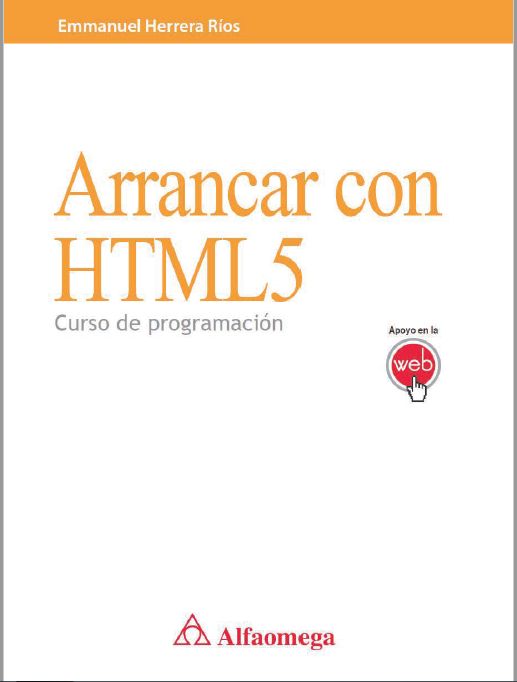 Emmanuel Herrera Ríos
Arrancar con
HTML5
Curso de programación
Apoyo en la
web
Alfaomega